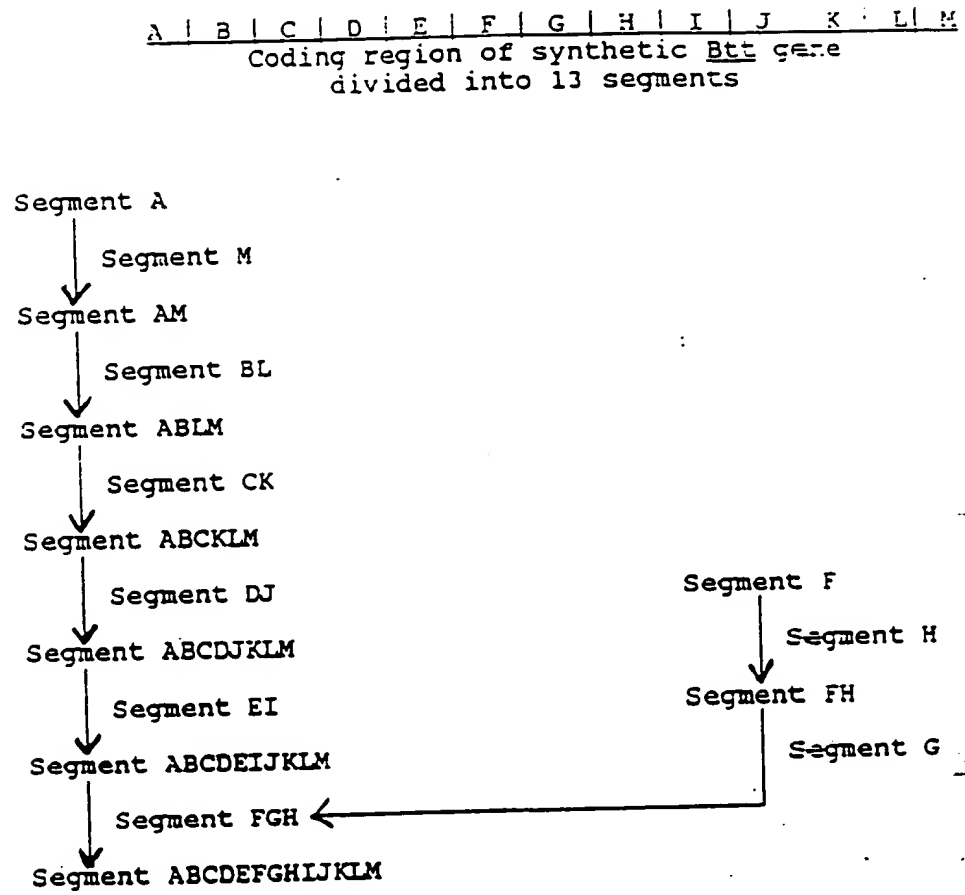 A | B | C | D | E | F | G | H | I | J K L | M
Coding region of synthetic Btt gene
divided into 13 segments
Segment A
Segment M
Segment AM
Segment BL
Segment ABLM
Segment CK
Segment ABCKLM
Segment DJ
Segment ABCDJKLM
Segment EI
Segment ABCDEIJKLM
Segment FGH
Segment ABCDEFGHIJKLM
Segment F
Segment H
Segment FH
Segment G